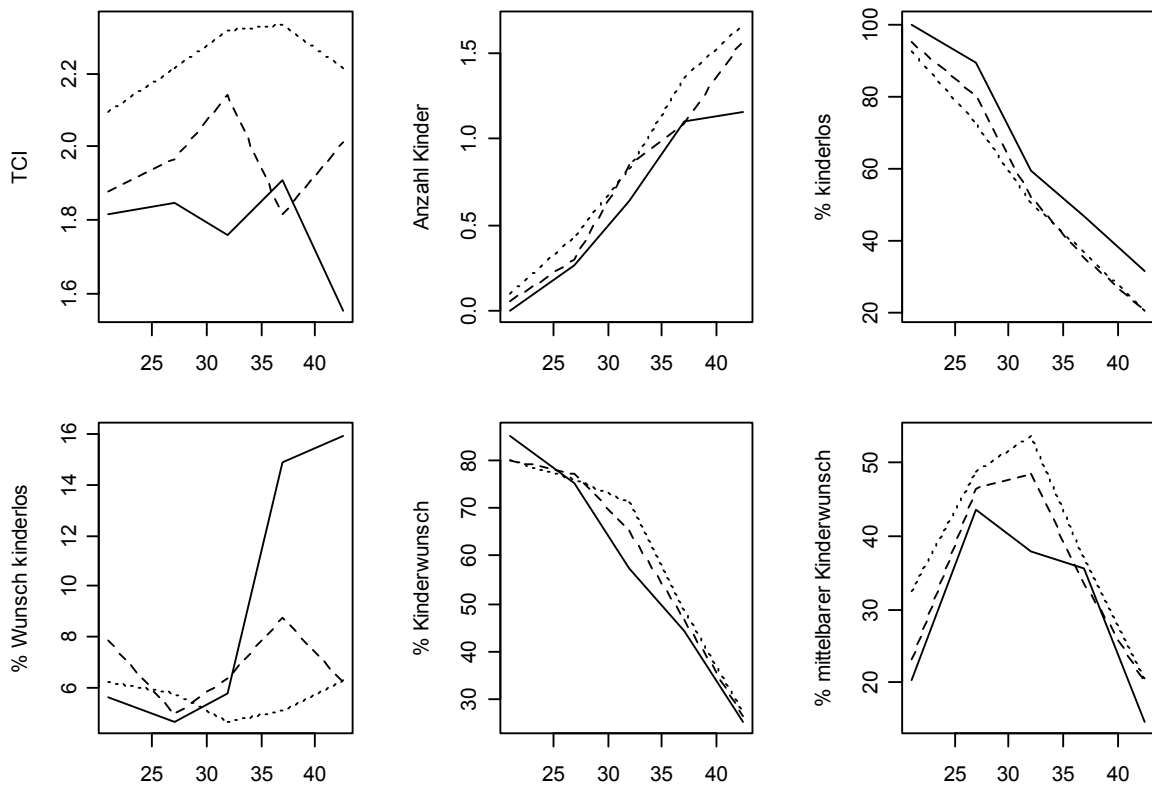 TCI
1.6 1.8 2.0 2.2
25 30 35 40
Anzahl Kinder
0.0 0.5 1.0 1.5
25 30 35 40
% kinderlos
20 40 60 80 100
25 30 35 40
% Wunsch kinderlos
6 8 10 12 14 16
25 30 35 40
% Kinderwunsch
30 40 50 60 70 80
25 30 35 40
% mittelbarer Kinderwunsch
20 30 40 50
25 30 35 40